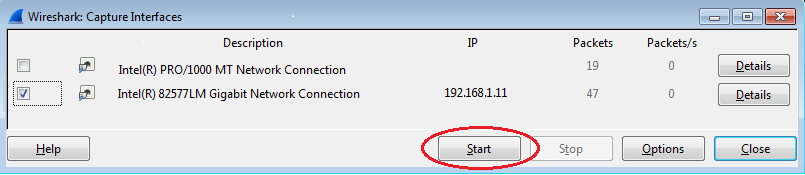 Wireshark: Capture Interfaces
Description IP Packets Packets/s
Intel(R) PRO/1000 MT Network Connection 19 0 Details
Intel(R) 82577LM Gigabit Network Connection 192.168.1.11 47 0 Details
Help Start Stop Options Close